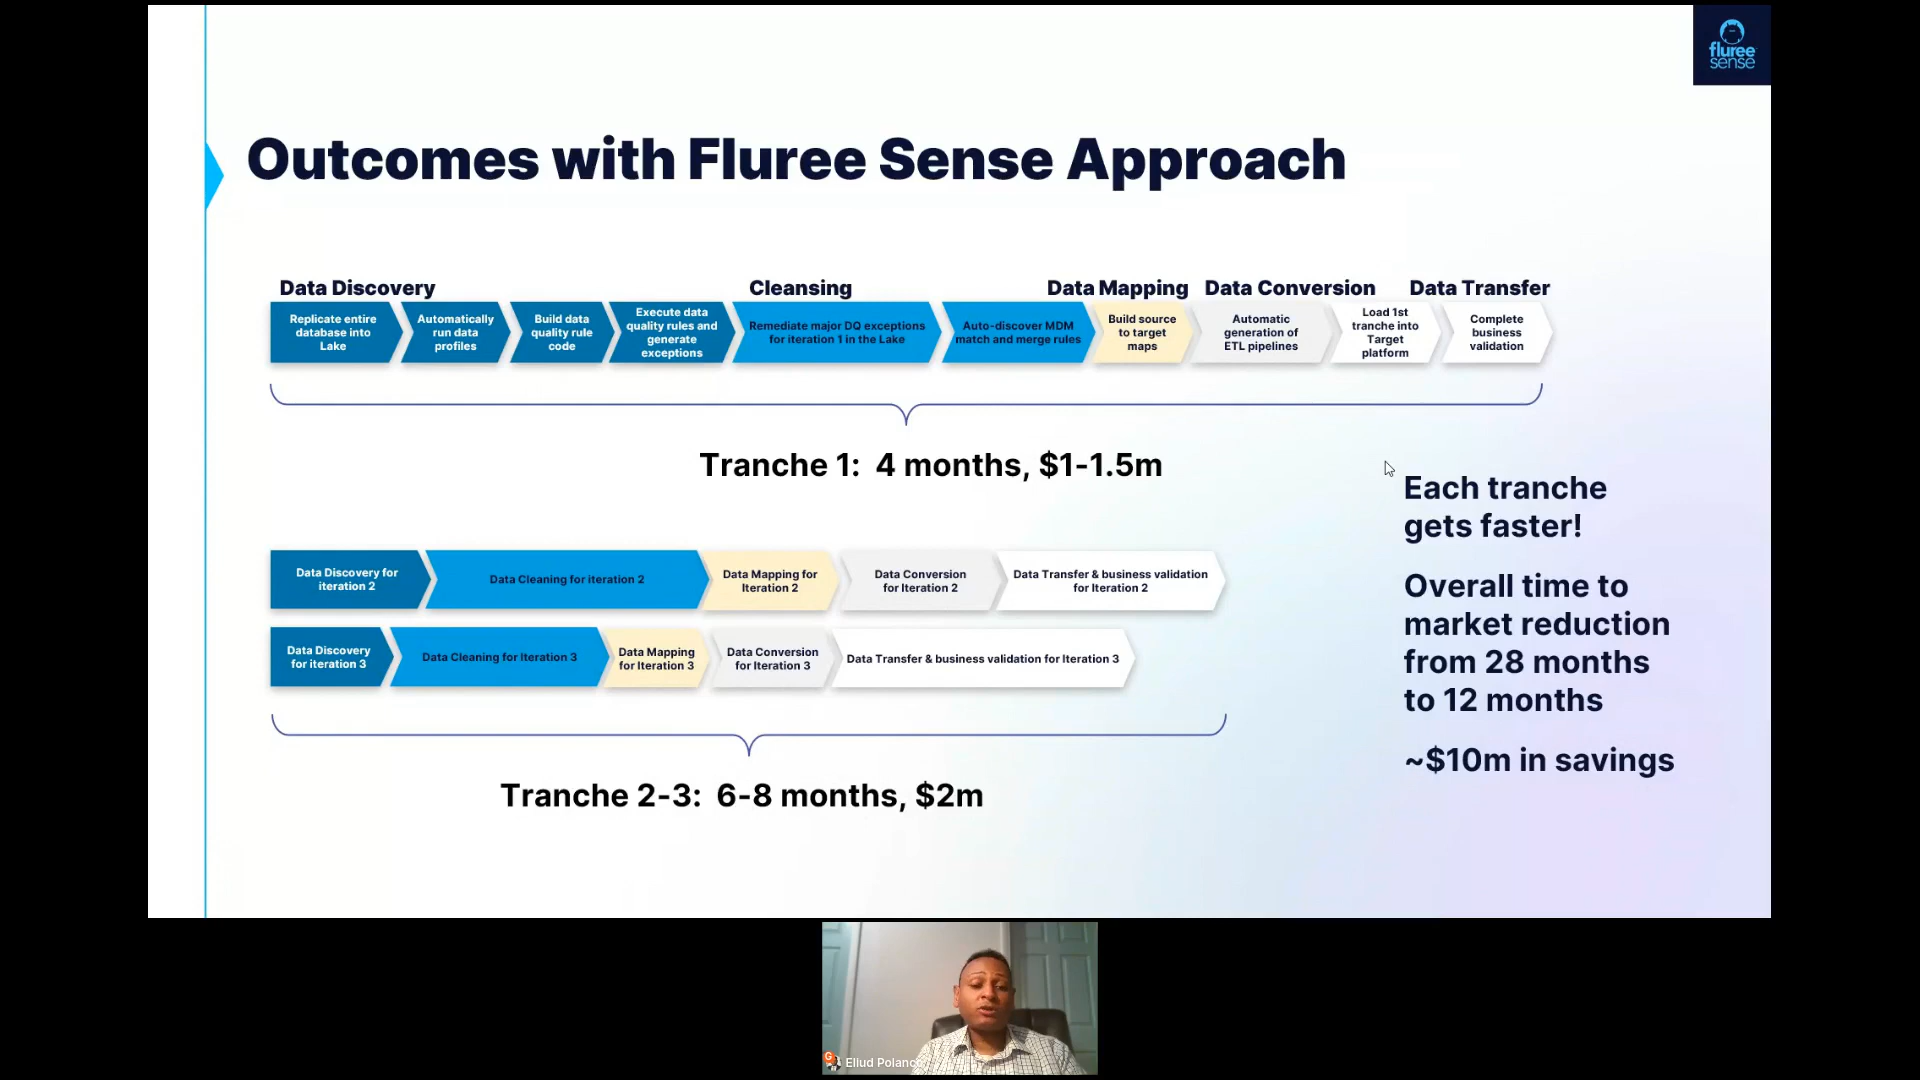 fluree
sense
Outcomes with Fluree Sense Approach
Data Discovery
Cleansing
Data Mapping
Data Conversion
Data Transfer
Replicate entire
database into
Lake
Automatically
run data
profiles
Build data
quality rule
code
Execute data
quality rules and
generate
exceptions
Remediate major DQ exceptions
for iteration 1 in the Lake
Auto-discover MDM
match and merge rules
Build source
to target
maps
Automatic
generation of
ETL pipelines
Load 1st
tranche into
Target
platform
Complete
business
validation
Tranche 1: 4 months, $1-1.5m
Data Discovery for
iteration 2
Data Cleaning for iteration 2
Data Mapping for
Iteration 2
Data Conversion
for Iteration 2
Data Transfer & business validation
for Iteration 2
Data Discovery
for iteration 3
Data Cleaning for Iteration 3
Data Mapping
for Iteration 3
Data Conversion
for Iteration 3
Data Transfer & business validation for Iteration 3
Tranche 2-3: 6-8 months, $2m
Each tranche
gets faster!
Overall time to
market reduction
from 28 months
to 12 months
~$10m in savings
G
Eliud Polanco